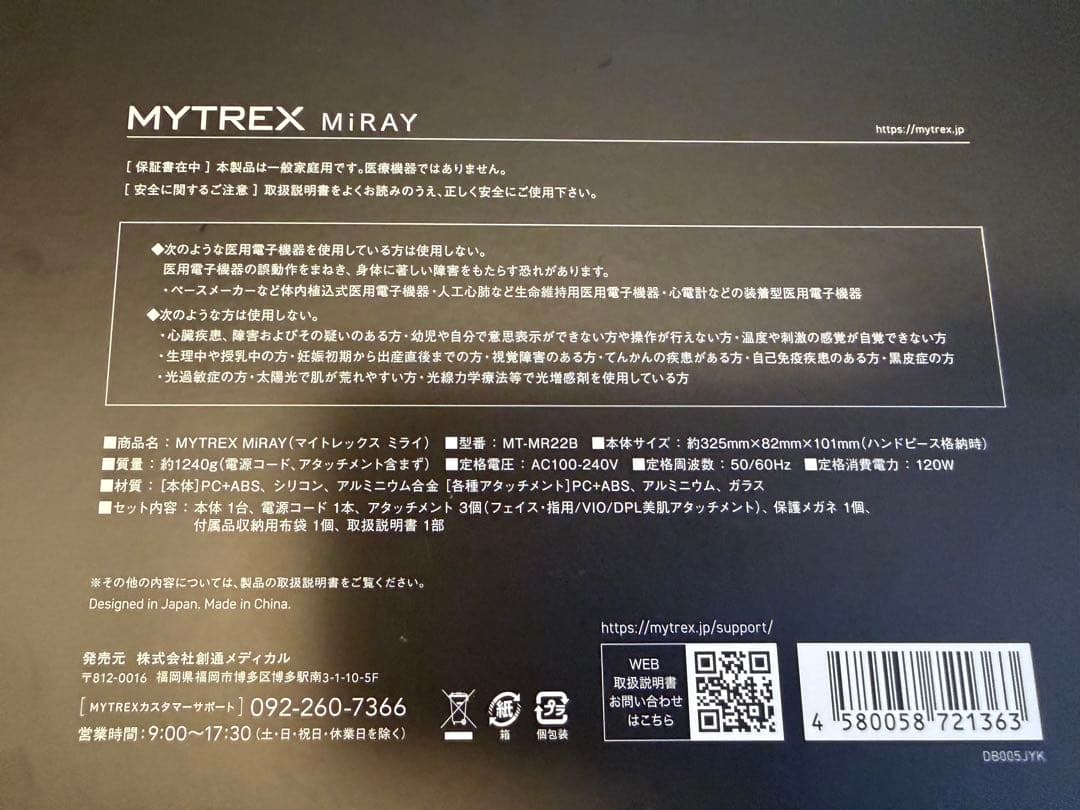 MYTREX MiRAY
https://mytrex.jp
[ 保証書在中 ] 本製品は一般家庭用です。医療機器ではありません。
[ 安全に関するご注意 ] 取扱説明書をよくお読みのうえ、正しく安全にご使用下さい。
◆次のような医用電子機器を使用している方は使用しない。
医用電子機器の誤動作をまねき、身体に著しい障害をもたらす恐れがあります。
・ペースメーカーなど体内植込式医用電子機器・人工心肺など生命維持用医用電子機器・心電計などの装着型医用電子機器
◆次のような方は使用しない。
・心臓疾患、障害およびその疑いのある方・幼児や自分で意思表示ができない方や操作が行えない方・温度や刺激の感覚が自覚できない方
・生理中や授乳中の方・妊娠初期から出産直後までの方・視覚障害のある方・てんかんの疾患がある方・自己免疫疾患のある方・黒皮症の方
・光過敏症の方・太陽光で肌が荒れやすい方・光線力学療法等で光増感剤を使用している方
■商品名：MYTREX MiRAY(マイトレックス ミライ) ■型番：MT-MR22B ■本体サイズ：約325mm×82mm×101mm(ハンドピース格納時)
■質量：約1240g(電源コード、アタッチメント含まず) ■定格電圧：AC100-240V ■定格周波数：50/60Hz ■定格消費電力：120W
■材質：[本体]PC+ABS、シリコン、アルミニウム合金 [各種アタッチメント]PC+ABS、アルミニウム、ガラス
■セット内容：本体 1台、電源コード 1本、アタッチメント 3個(フェイス・指用/VIO/DPL美肌アタッチメント)、保護メガネ 1個、
付属品収納用布袋 1個、取扱説明書 1部
※その他の内容については、製品の取扱説明書をご覧ください。
Designed in Japan. Made in China.
発売元 株式会社創通メディカル
〒812-0016 福岡県福岡市博多区博多駅南3-1-10-5F
[ MYTREXカスタマーサポート ] 092-260-7366
営業時間：9:00～17:30 (土・日・祝日・休業日を除く)
紙
箱
個包装
https://mytrex.jp/support/
WEB
取扱説明書
お問い合わせ
はこちら
4 580058 721363
DB005JYK